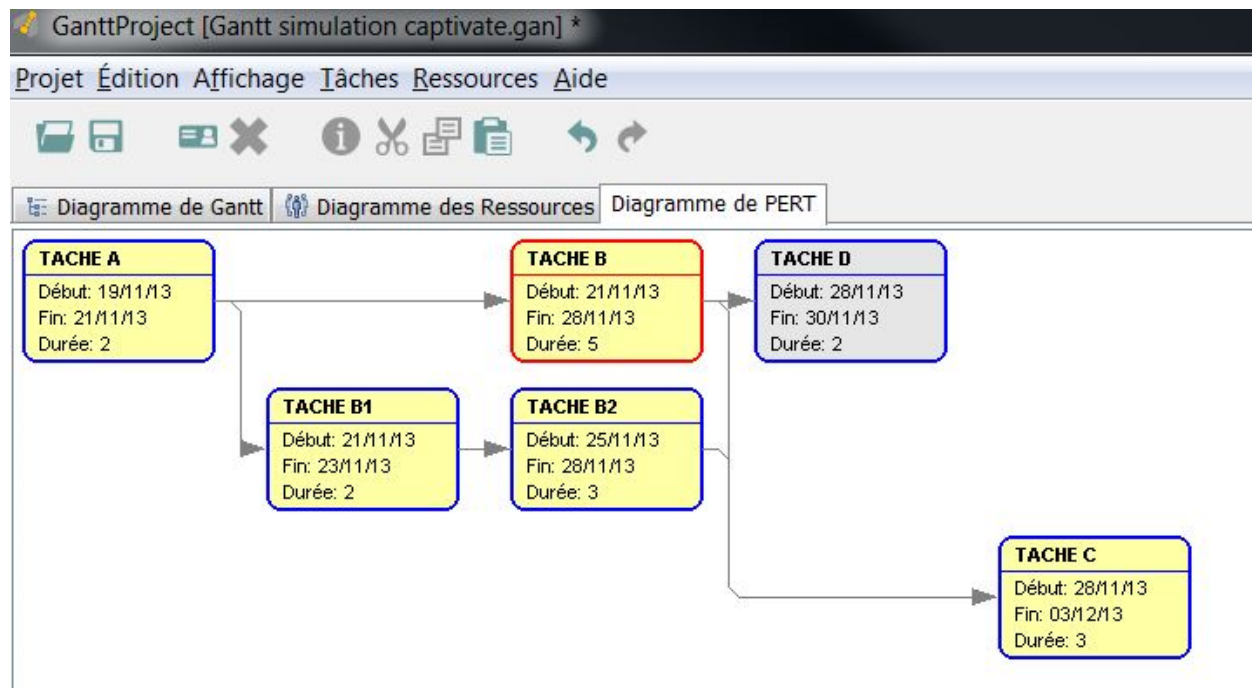 GanttProject [Gantt simulation captivate.gan] *
Projet Édition Affichage Tâches Ressources Aide
Diagramme de Gantt Diagramme des Ressources Diagramme de PERT
TACHE A
Début: 19/11/13
Fin: 21/11/13
Durée: 2
TACHE B
Début: 21/11/13
Fin: 28/11/13
Durée: 5
TACHE D
Début: 28/11/13
Fin: 30/11/13
Durée: 2
TACHE B1
Début: 21/11/13
Fin: 23/11/13
Durée: 2
TACHE B2
Début: 25/11/13
Fin: 28/11/13
Durée: 3
TACHE C
Début: 28/11/13
Fin: 03/12/13
Durée: 3